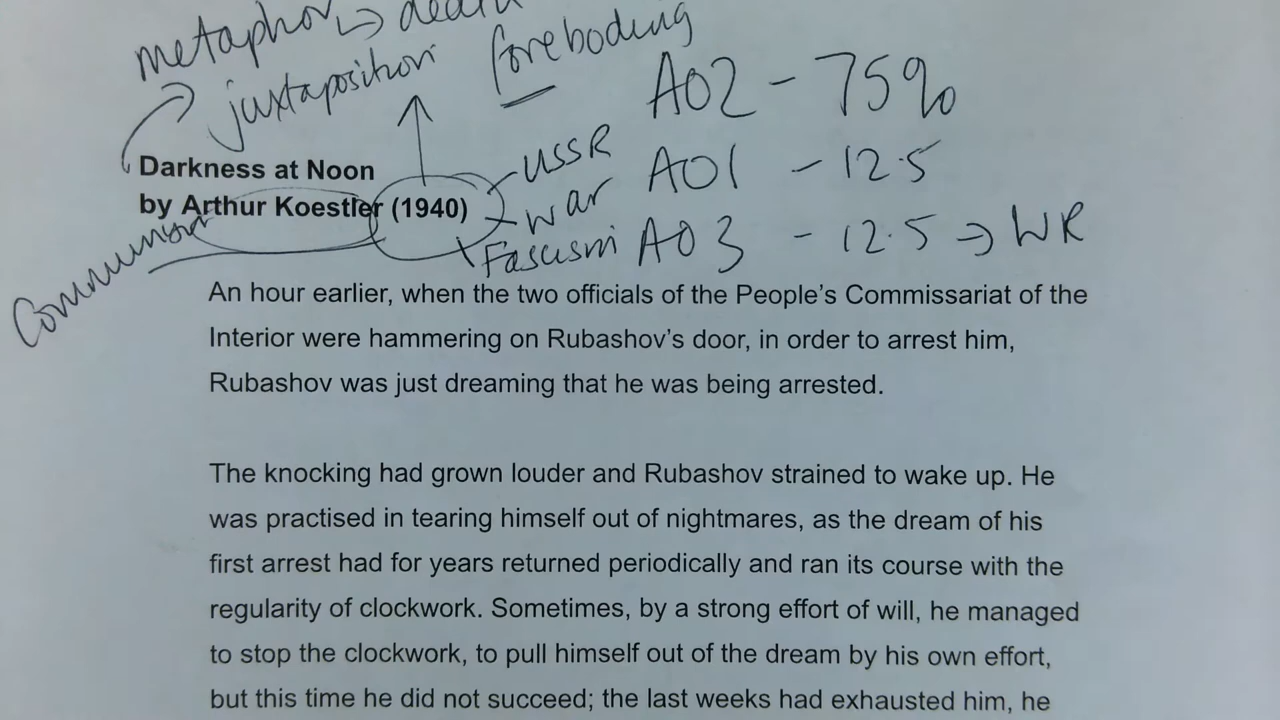 metaphor → death
juxtaposition
foreboding
AO2 - 75%
Darkness at Noon
USSR
AO1 - 12.5
by Arthur Koestler (1940)
war
Communism
Fascism
AO3 - 12.5 → WR
An hour earlier, when the two officials of the People's Commissariat of the
Interior were hammering on Rubashov's door, in order to arrest him,
Rubashov was just dreaming that he was being arrested.
The knocking had grown louder and Rubashov strained to wake up. He
was practised in tearing himself out of nightmares, as the dream of his
first arrest had for years returned periodically and ran its course with the
regularity of clockwork. Sometimes, by a strong effort of will, he managed
to stop the clockwork, to pull himself out of the dream by his own effort,
but this time he did not succeed; the last weeks had exhausted him, he